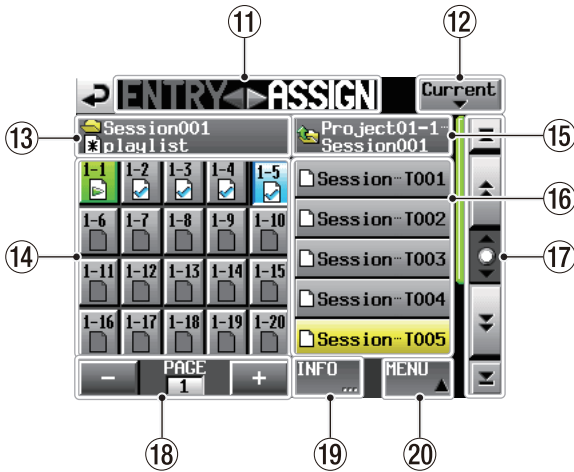 ⑪ ⑫
ENTRY ASSIGN Current
⑬ Session001 Project01-1… ⑮
*playlist Session001
1-1 1-2 1-3 1-4 1-5 Session…T001 ⑯
1-6 1-7 1-8 1-9 1-10 Session…T002
⑭ Session…T003 ⑰
1-11 1-12 1-13 1-14 1-15 Session…T004
1-16 1-17 1-18 1-19 1-20 Session…T005
− PAGE + INFO ... MENU
1
⑱ ⑲ ⑳